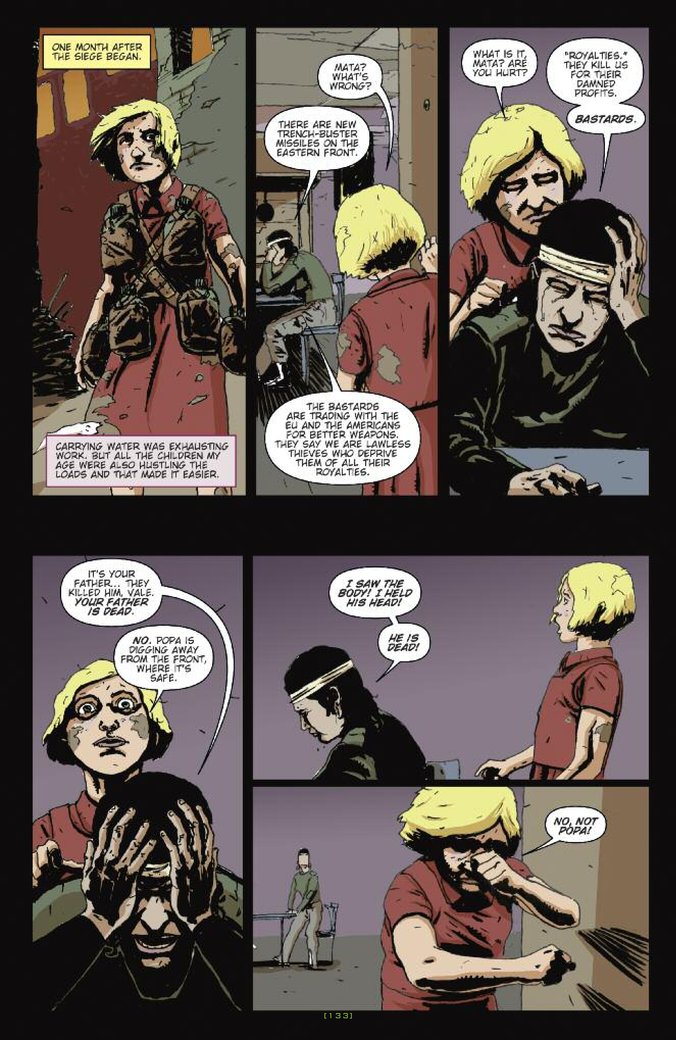 ONE MONTH AFTER
THE SIEGE BEGAN.
CARRYING WATER WAS EXHAUSTING
WORK. BUT ALL THE CHILDREN MY
AGE WERE ALSO HUSTLING THE
LOADS AND THAT MADE IT EASIER.
MATA?
WHAT'S
WRONG?
THERE ARE NEW
TRENCH-BUSTER
MISSILES ON THE
EASTERN FRONT.
THE BASTARDS
ARE TRADING WITH THE
EU AND THE AMERICANS
FOR BETTER WEAPONS.
THEY SAY WE ARE LAWLESS
THIEVES WHO DEPRIVE
THEM OF ALL THEIR
ROYALTIES.
WHAT IS IT,
MATA? ARE
YOU HURT?
"ROYALTIES."
THEY KILL US
FOR THEIR
DAMNED
PROFITS.
BASTARDS.
IT'S YOUR
FATHER... THEY
KILLED HIM, VALE.
YOUR FATHER
IS DEAD.
NO. POPA IS
DIGGING AWAY
FROM THE FRONT,
WHERE IT'S
SAFE.
I SAW THE
BODY! I HELD
HIS HEAD!
HE IS
DEAD!
NO, NOT
POPA!
[133]